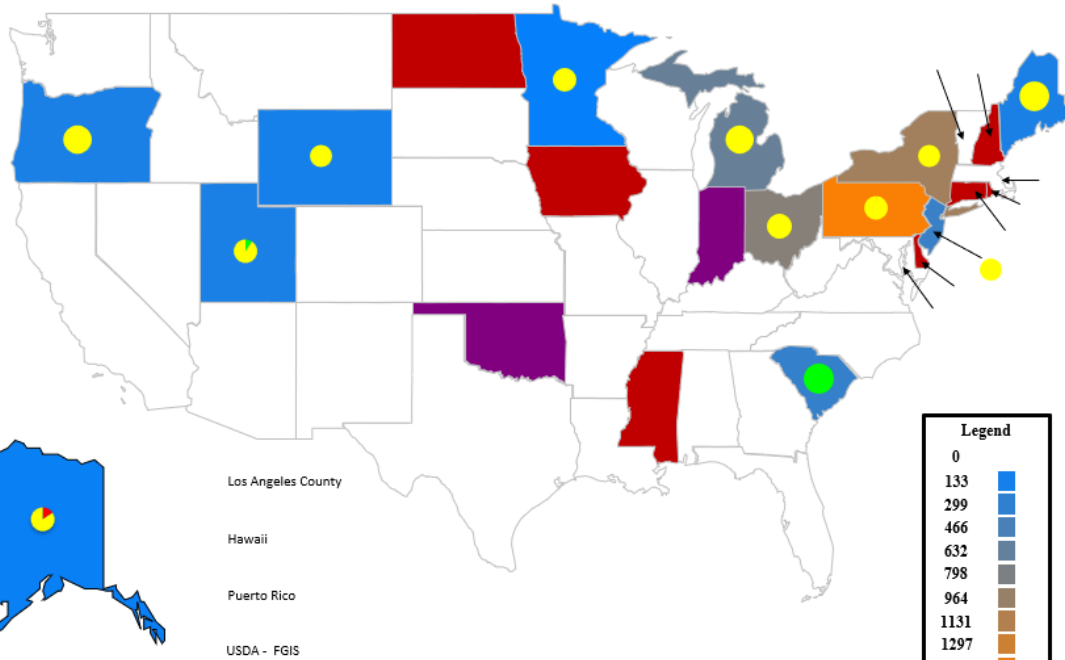 Los Angeles County
Hawaii
Puerto Rico
USDA - FGIS
Legend
0
133
299
466
632
798
964
1131
1297